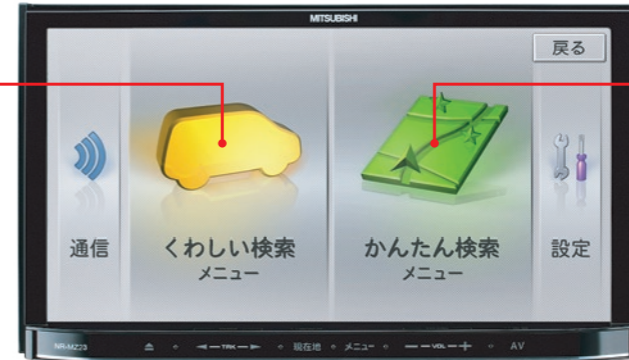 MITSUBISHI
戻る
通信
くわしい検索
メニュー
かんたん検索
メニュー
設定
NR-MZ23 TRK 現在地 メニュー VOL AV